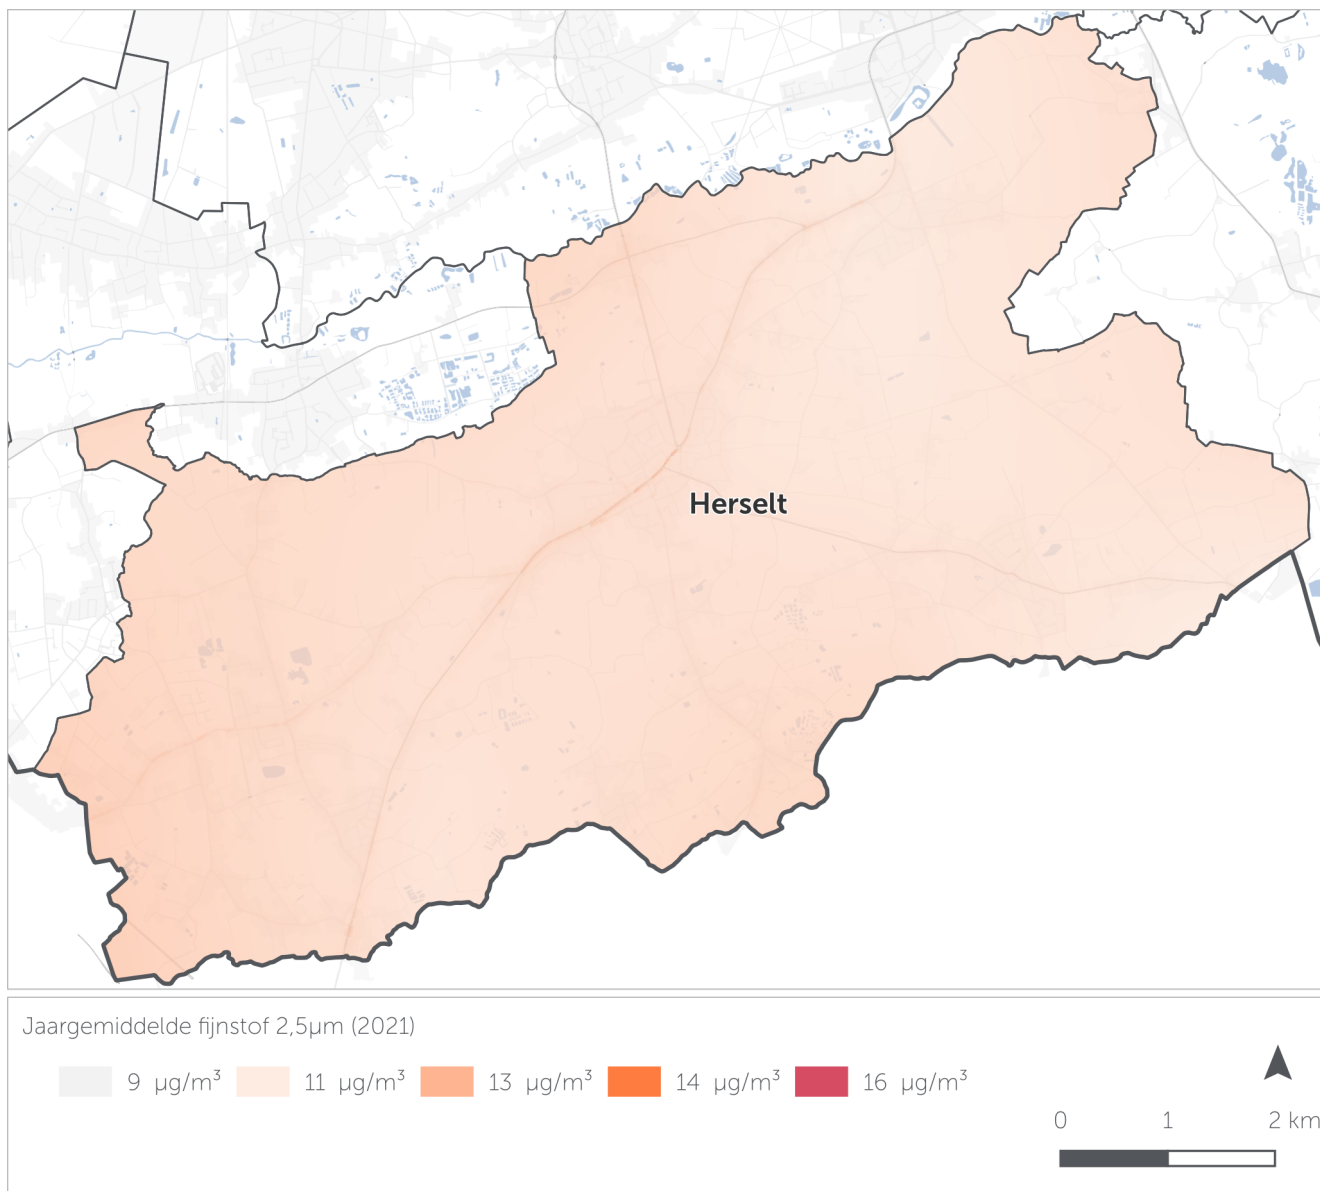 Herselt
Jaargemiddelde fijnstof 2,5µm (2021)
9 µg/m³ 11 µg/m³ 13 µg/m³ 14 µg/m³ 16 µg/m³
0 1 2 km